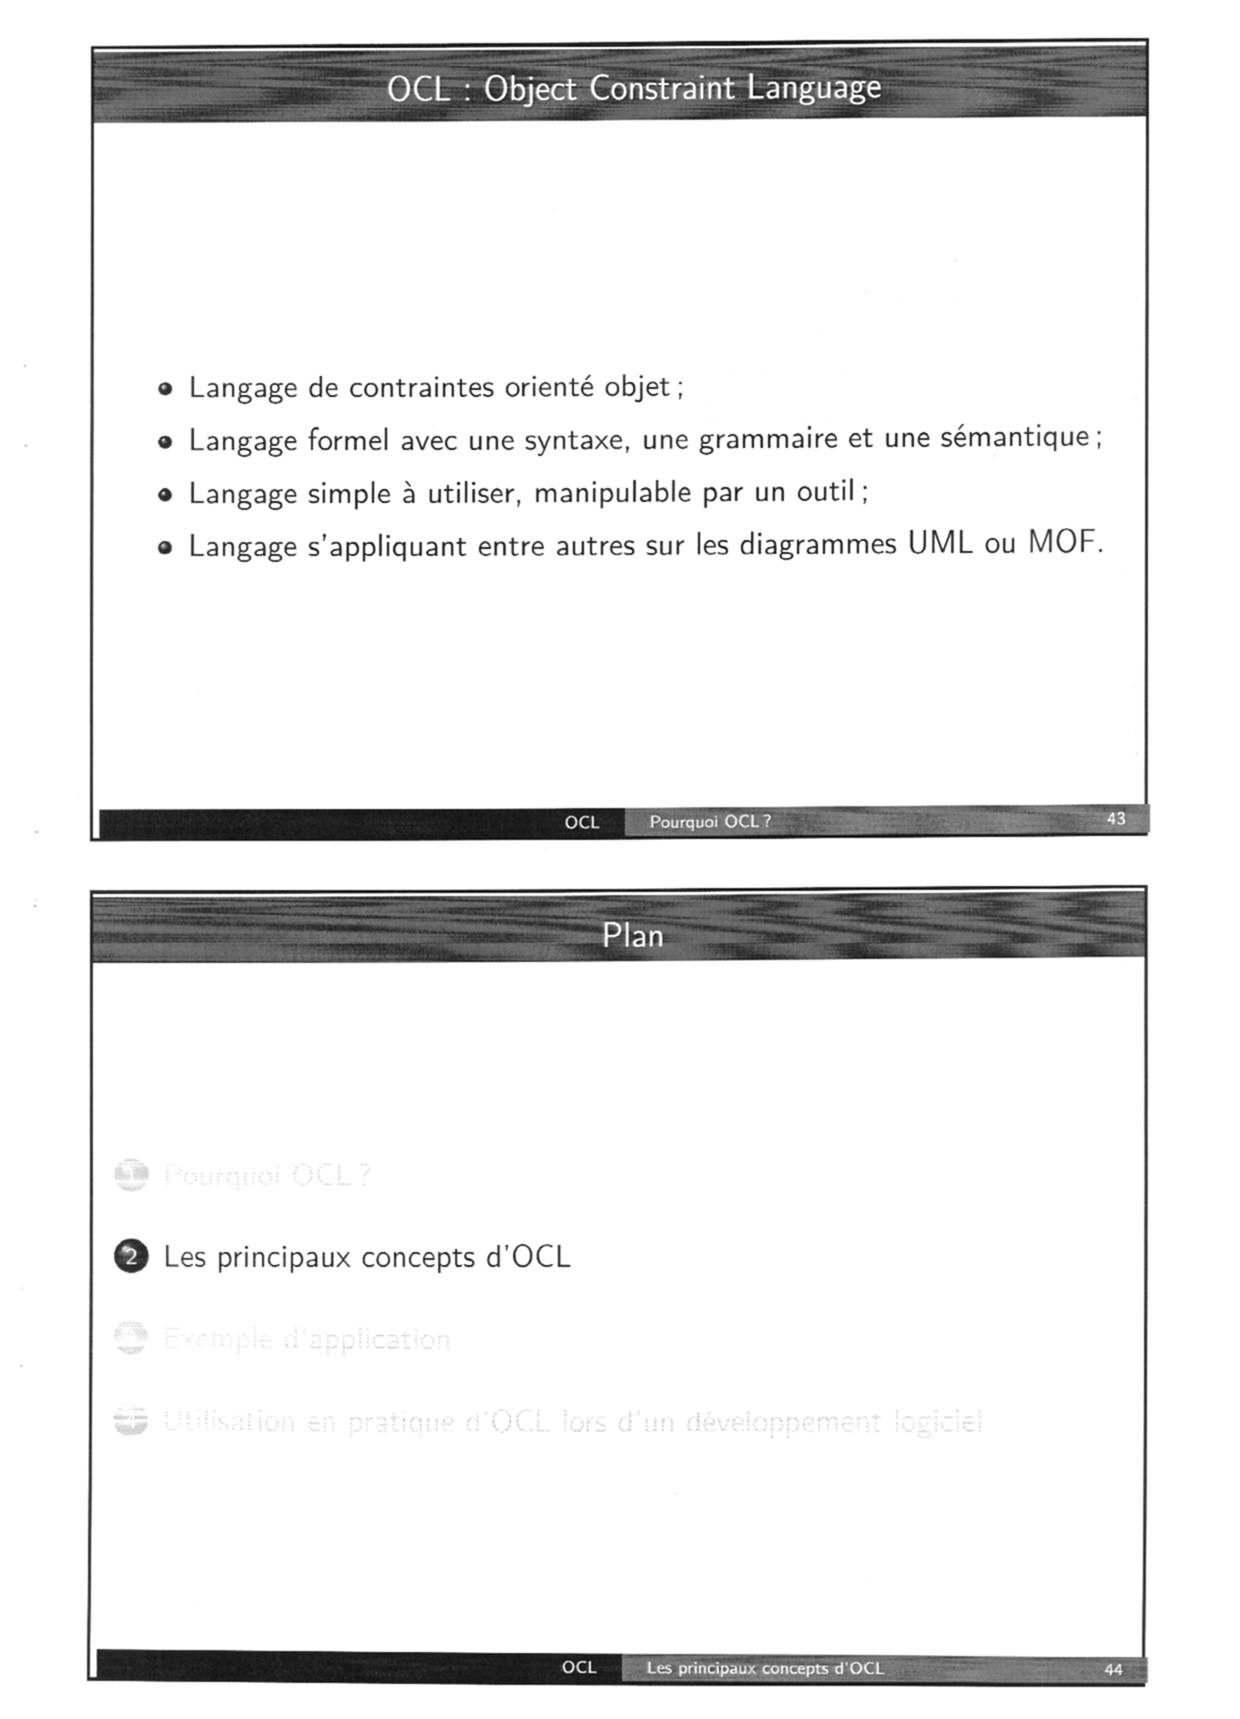 OCL : Object Constraint Language
Langage de contraintes orienté objet ;
Langage formel avec une syntaxe, une grammaire et une sémantique ;
Langage simple à utiliser, manipulable par un outil ;
Langage s'appliquant entre autres sur les diagrammes UML ou MOF.
OCL Pourquoi OCL ? 43
Plan
1 Pourquoi OCL ?
2 Les principaux concepts d'OCL
3 Exemple d'application
4 Utilisation en pratique d'OCL lors d'un développement logiciel
OCL Les principaux concepts d'OCL 44